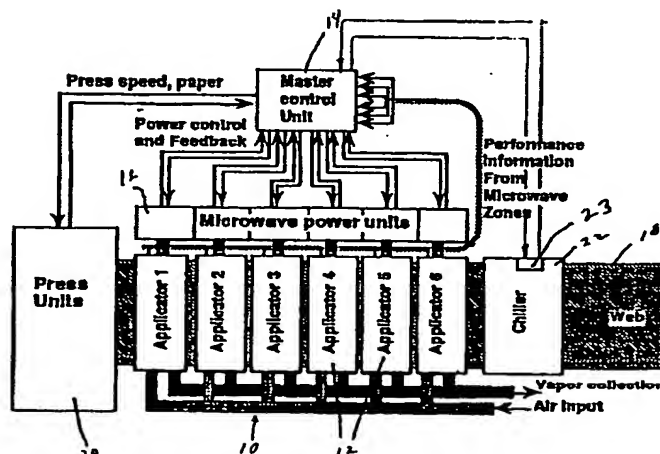 14
Press speed, paper
Master
control
Unit
Power control
and Feedback
Performance
Information
From
Microwave
Zones
23
22
18
Microwave power units
Press
Units
Applicator 1
Applicator 2
Applicator 3
Applicator 4
Applicator 5
Applicator 6
Chiller
Web
Vapor collection
Air Input
10
12